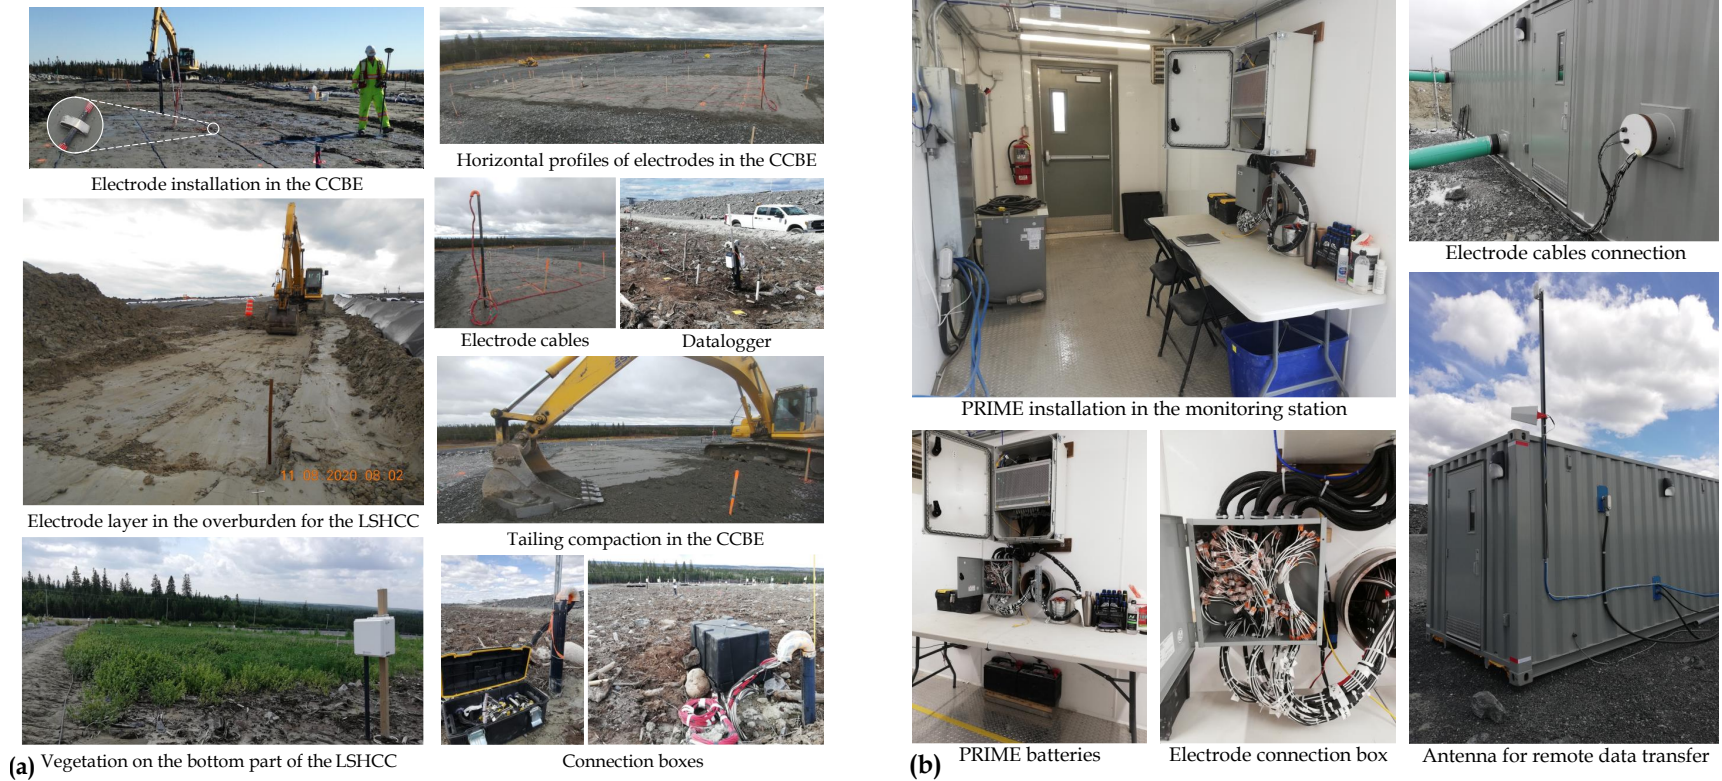 Electrode installation in the CCBE
Horizontal profiles of electrodes in the CCBE
Electrode cables
Datalogger
11 06 2020 08:02
Electrode layer in the overburden for the LSHCC
Tailing compaction in the CCBE
(a)
Vegetation on the bottom part of the LSHCC
Connection boxes
PRIME installation in the monitoring station
Electrode cables connection
(b)
PRIME batteries
Electrode connection box
Antenna for remote data transfer